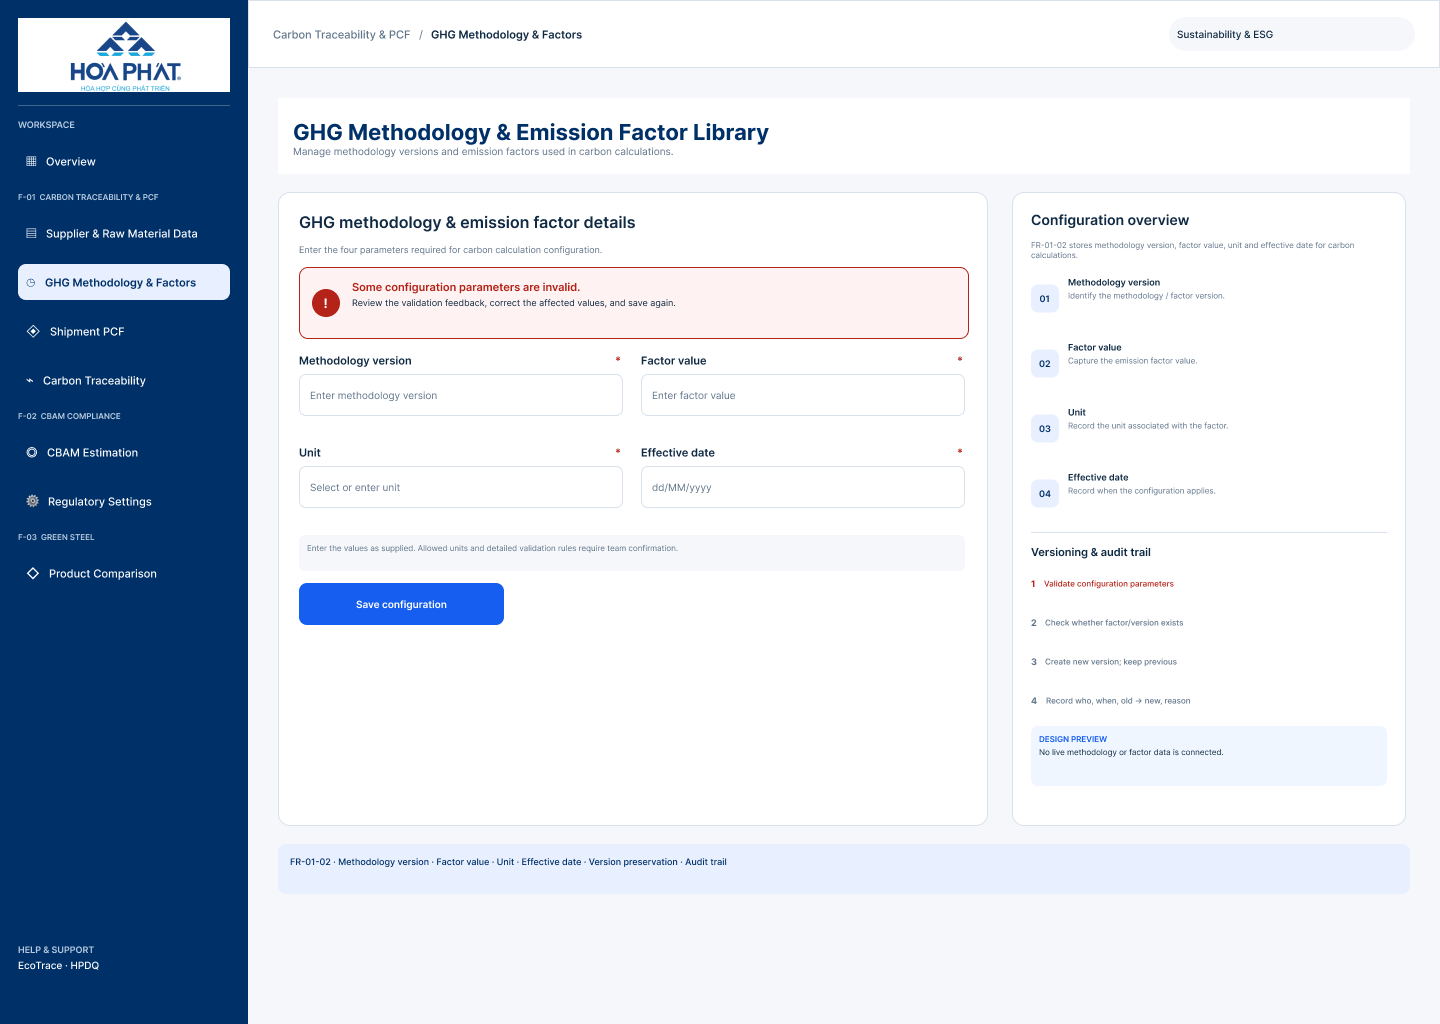 HÒA PHÁT
HÒA HỢP CÙNG PHÁT TRIỂN
WORKSPACE
Overview
F-01 CARBON TRACEABILITY & PCF
Supplier & Raw Material Data
GHG Methodology & Factors
Shipment PCF
Carbon Traceability
F-02 CBAM COMPLIANCE
CBAM Estimation
Regulatory Settings
F-03 GREEN STEEL
Product Comparison
HELP & SUPPORT
EcoTrace · HPDQ
Carbon Traceability & PCF / GHG Methodology & Factors
Sustainability & ESG
GHG Methodology & Emission Factor Library
Manage methodology versions and emission factors used in carbon calculations.
GHG methodology & emission factor details
Enter the four parameters required for carbon calculation configuration.
!
Some configuration parameters are invalid.
Review the validation feedback, correct the affected values, and save again.
Methodology version *
Enter methodology version
Factor value *
Enter factor value
Unit *
Select or enter unit
Effective date *
dd/MM/yyyy
Enter the values as supplied. Allowed units and detailed validation rules require team confirmation.
Save configuration
Configuration overview
FR-01-02 stores methodology version, factor value, unit and effective date for carbon
calculations.
01
Methodology version
Identify the methodology / factor version.
02
Factor value
Capture the emission factor value.
03
Unit
Record the unit associated with the factor.
04
Effective date
Record when the configuration applies.
Versioning & audit trail
1 Validate configuration parameters
2 Check whether factor/version exists
3 Create new version; keep previous
4 Record who, when, old → new, reason
DESIGN PREVIEW
No live methodology or factor data is connected.
FR-01-02 · Methodology version · Factor value · Unit · Effective date · Version preservation · Audit trail